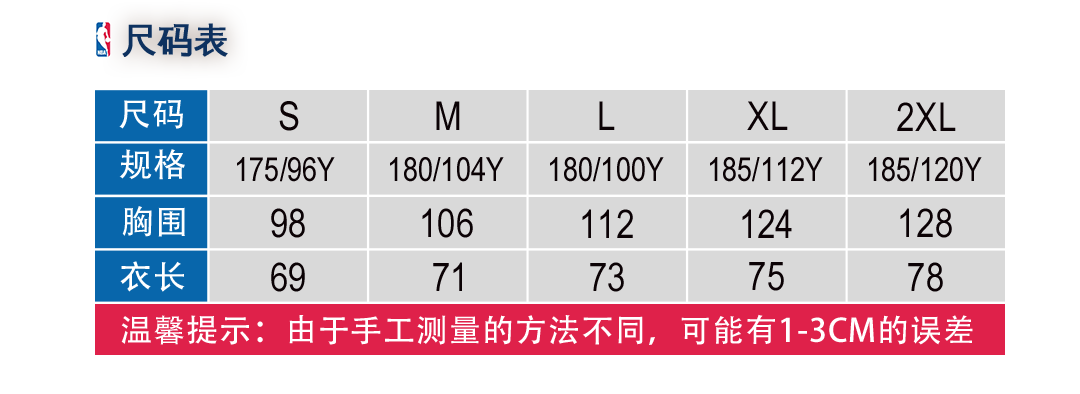 尺码表
尺码 S M L XL 2XL
规格 175/96Y 180/104Y 180/100Y 185/112Y 185/120Y
胸围 98 106 112 124 128
衣长 69 71 73 75 78
温馨提示：由于手工测量的方法不同，可能有1-3CM的误差